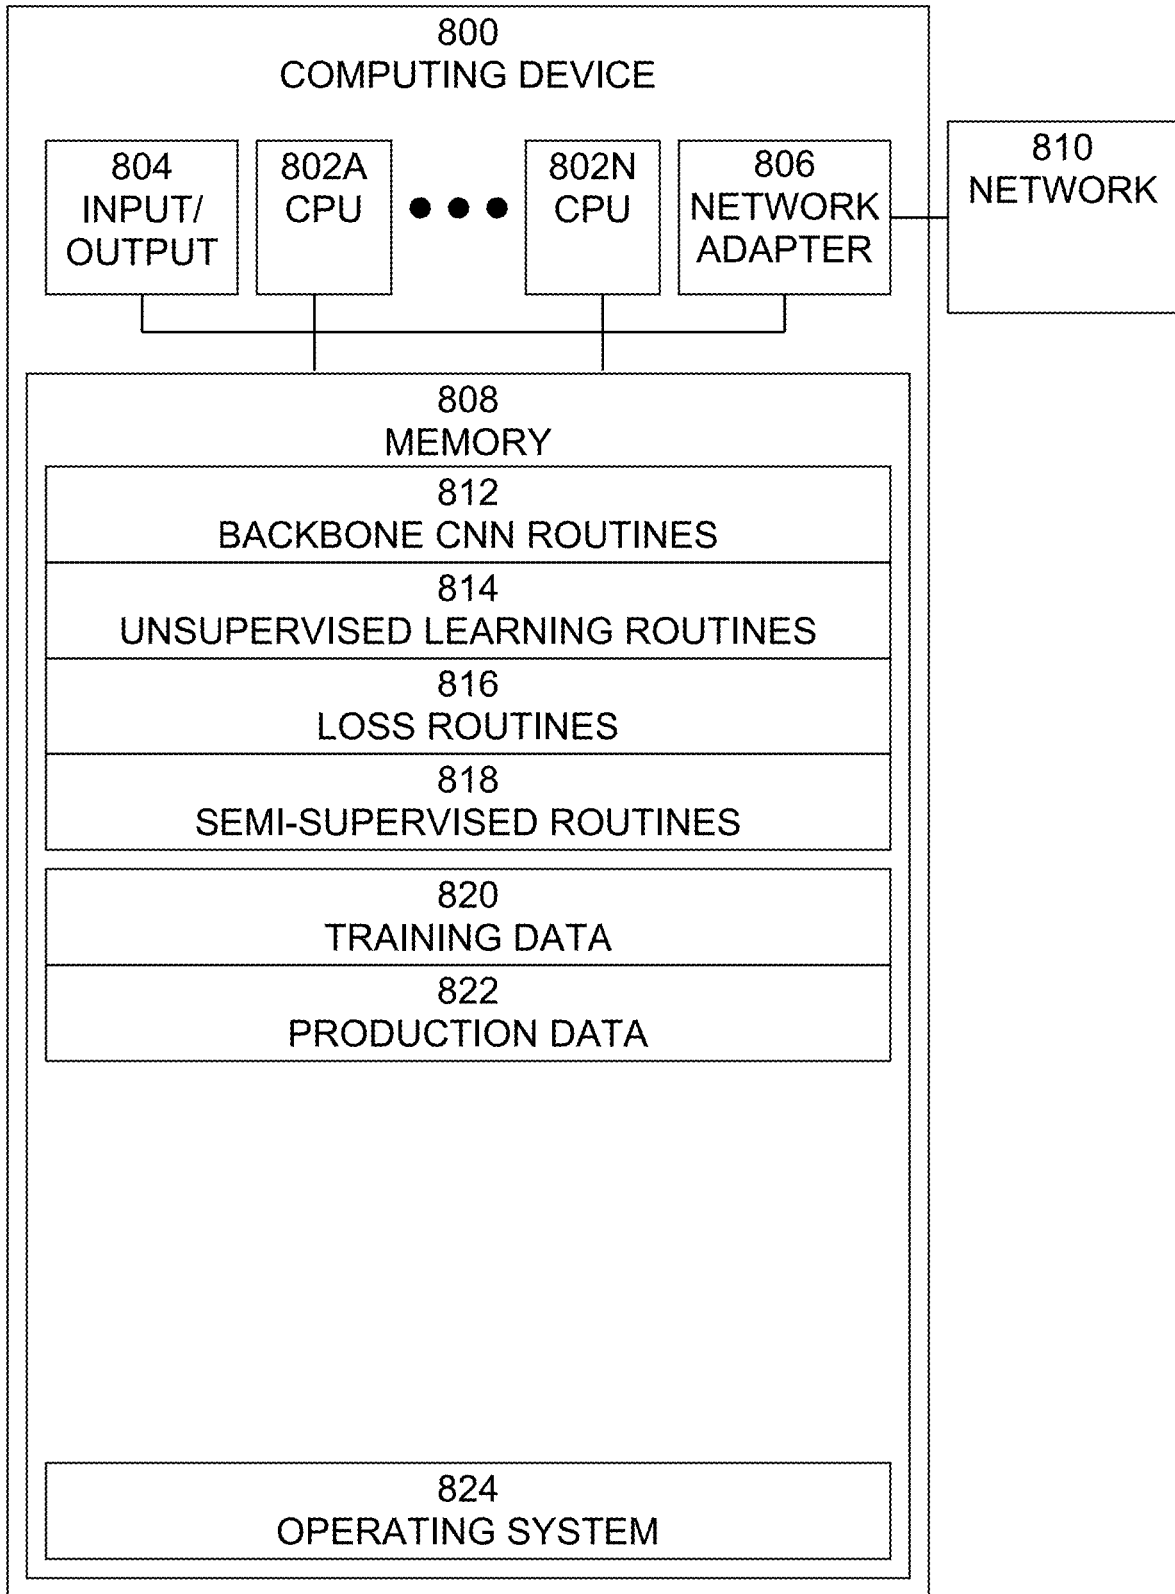 800
COMPUTING DEVICE
804
INPUT/
OUTPUT
802A
CPU
802N
CPU
806
NETWORK
ADAPTER
810
NETWORK
808
MEMORY
812
BACKBONE CNN ROUTINES
814
UNSUPERVISED LEARNING ROUTINES
816
LOSS ROUTINES
818
SEMI-SUPERVISED ROUTINES
820
TRAINING DATA
822
PRODUCTION DATA
824
OPERATING SYSTEM